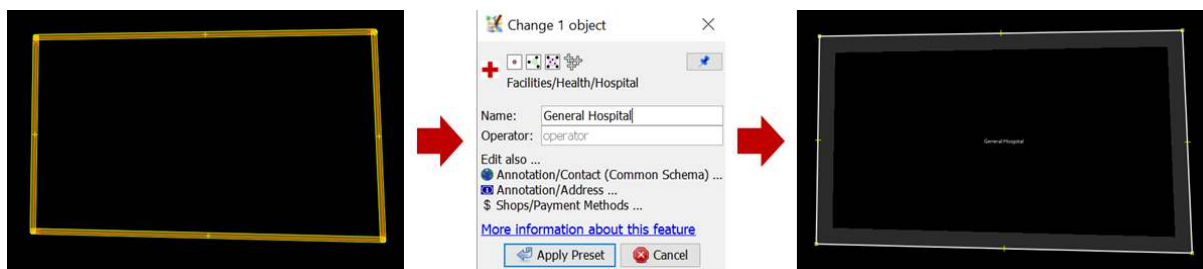 Change 1 object
Facilities/Health/Hospital
Name: General Hospital
Operator: operator
Edit also ...
Annotation/Contact (Common Schema) ...
Annotation/Address ...
$ Shops/Payment Methods ...
More information about this feature
Apply Preset Cancel
General Hospital